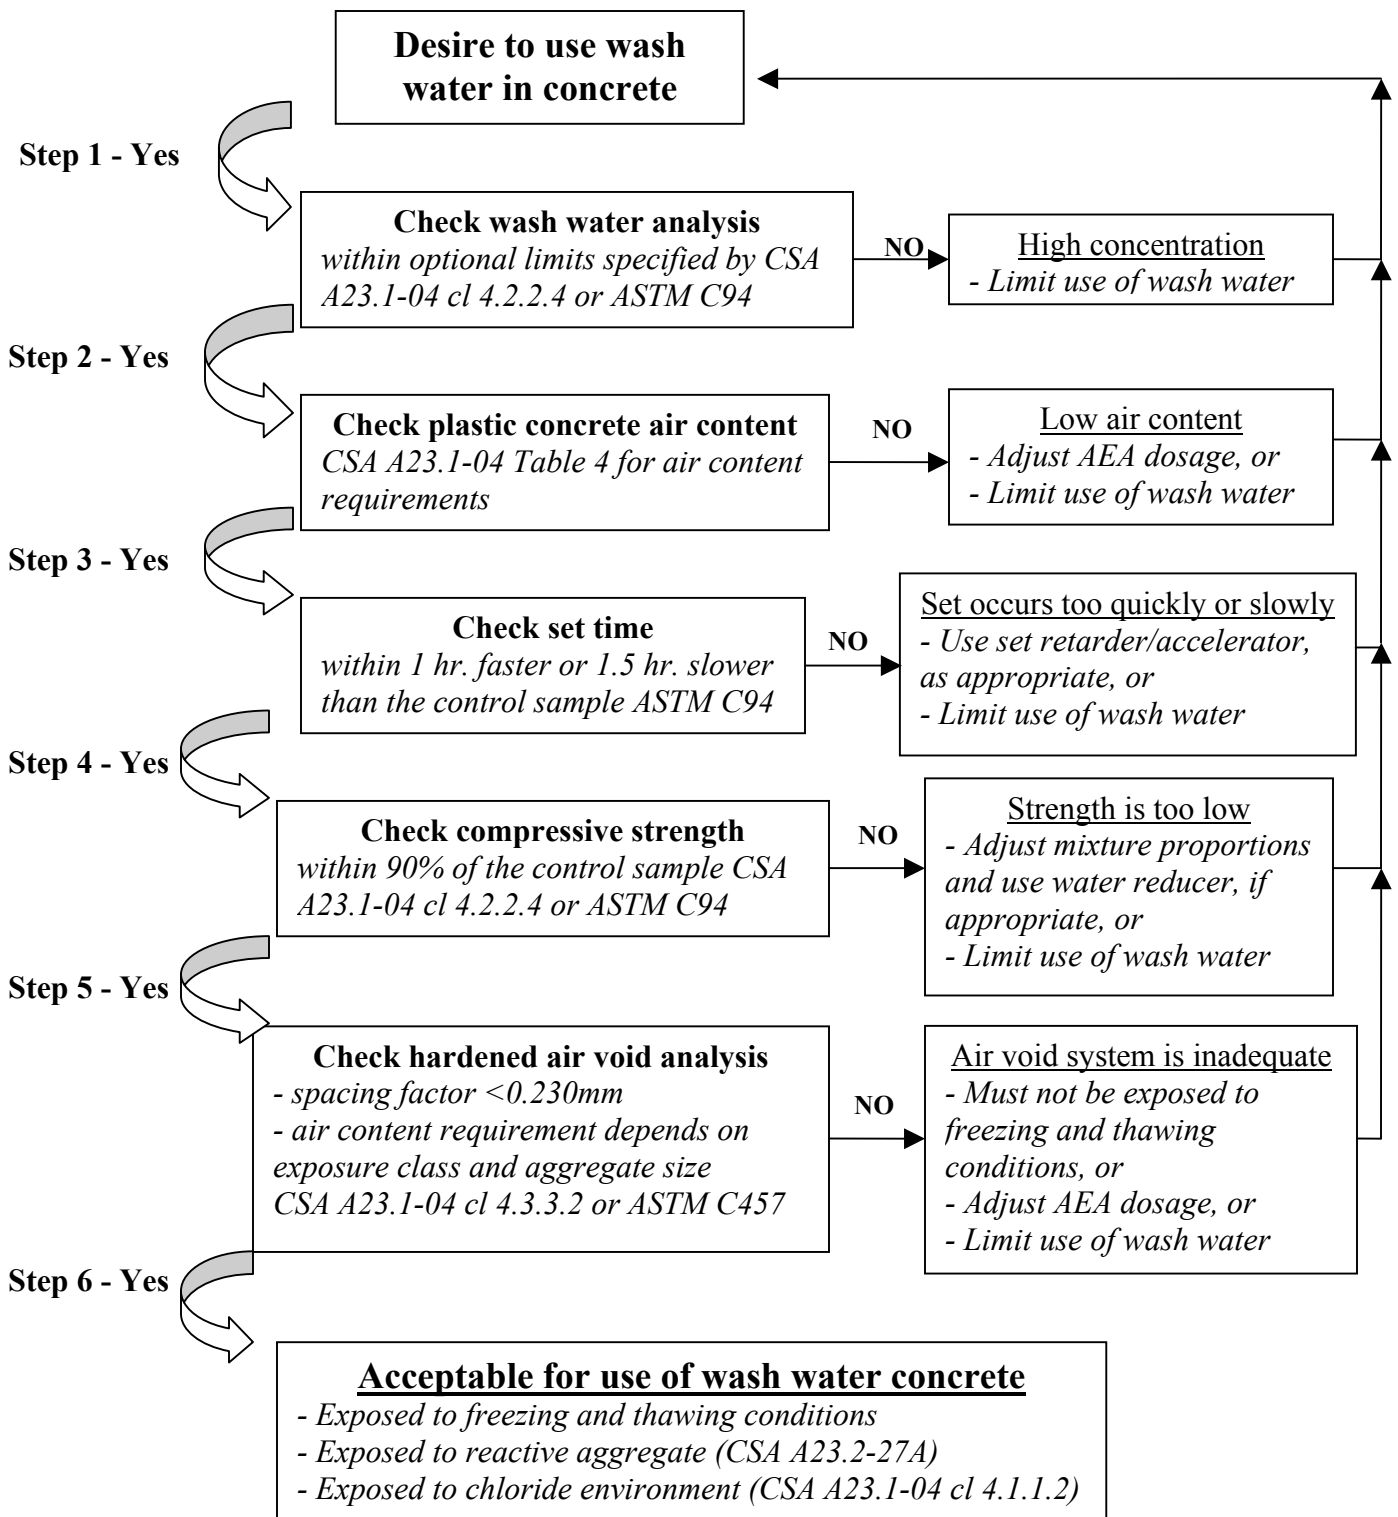 Desire to use wash
water in concrete
Step 1 - Yes
Check wash water analysis
within optional limits specified by CSA
A23.1-04 cl 4.2.2.4 or ASTM C94
NO
High concentration
- Limit use of wash water
Step 2 - Yes
Check plastic concrete air content
CSA A23.1-04 Table 4 for air content
requirements
NO
Low air content
- Adjust AEA dosage, or
- Limit use of wash water
Step 3 - Yes
Check set time
within 1 hr. faster or 1.5 hr. slower
than the control sample ASTM C94
NO
Set occurs too quickly or slowly
- Use set retarder/accelerator,
as appropriate, or
- Limit use of wash water
Step 4 - Yes
Check compressive strength
within 90% of the control sample CSA
A23.1-04 cl 4.2.2.4 or ASTM C94
NO
Strength is too low
- Adjust mixture proportions
and use water reducer, if
appropriate, or
- Limit use of wash water
Step 5 - Yes
Check hardened air void analysis
- spacing factor <0.230mm
- air content requirement depends on
exposure class and aggregate size
CSA A23.1-04 cl 4.3.3.2 or ASTM C457
NO
Air void system is inadequate
- Must not be exposed to
freezing and thawing
conditions, or
- Adjust AEA dosage, or
- Limit use of wash water
Step 6 - Yes
Acceptable for use of wash water concrete
- Exposed to freezing and thawing conditions
- Exposed to reactive aggregate (CSA A23.2-27A)
- Exposed to chloride environment (CSA A23.1-04 cl 4.1.1.2)